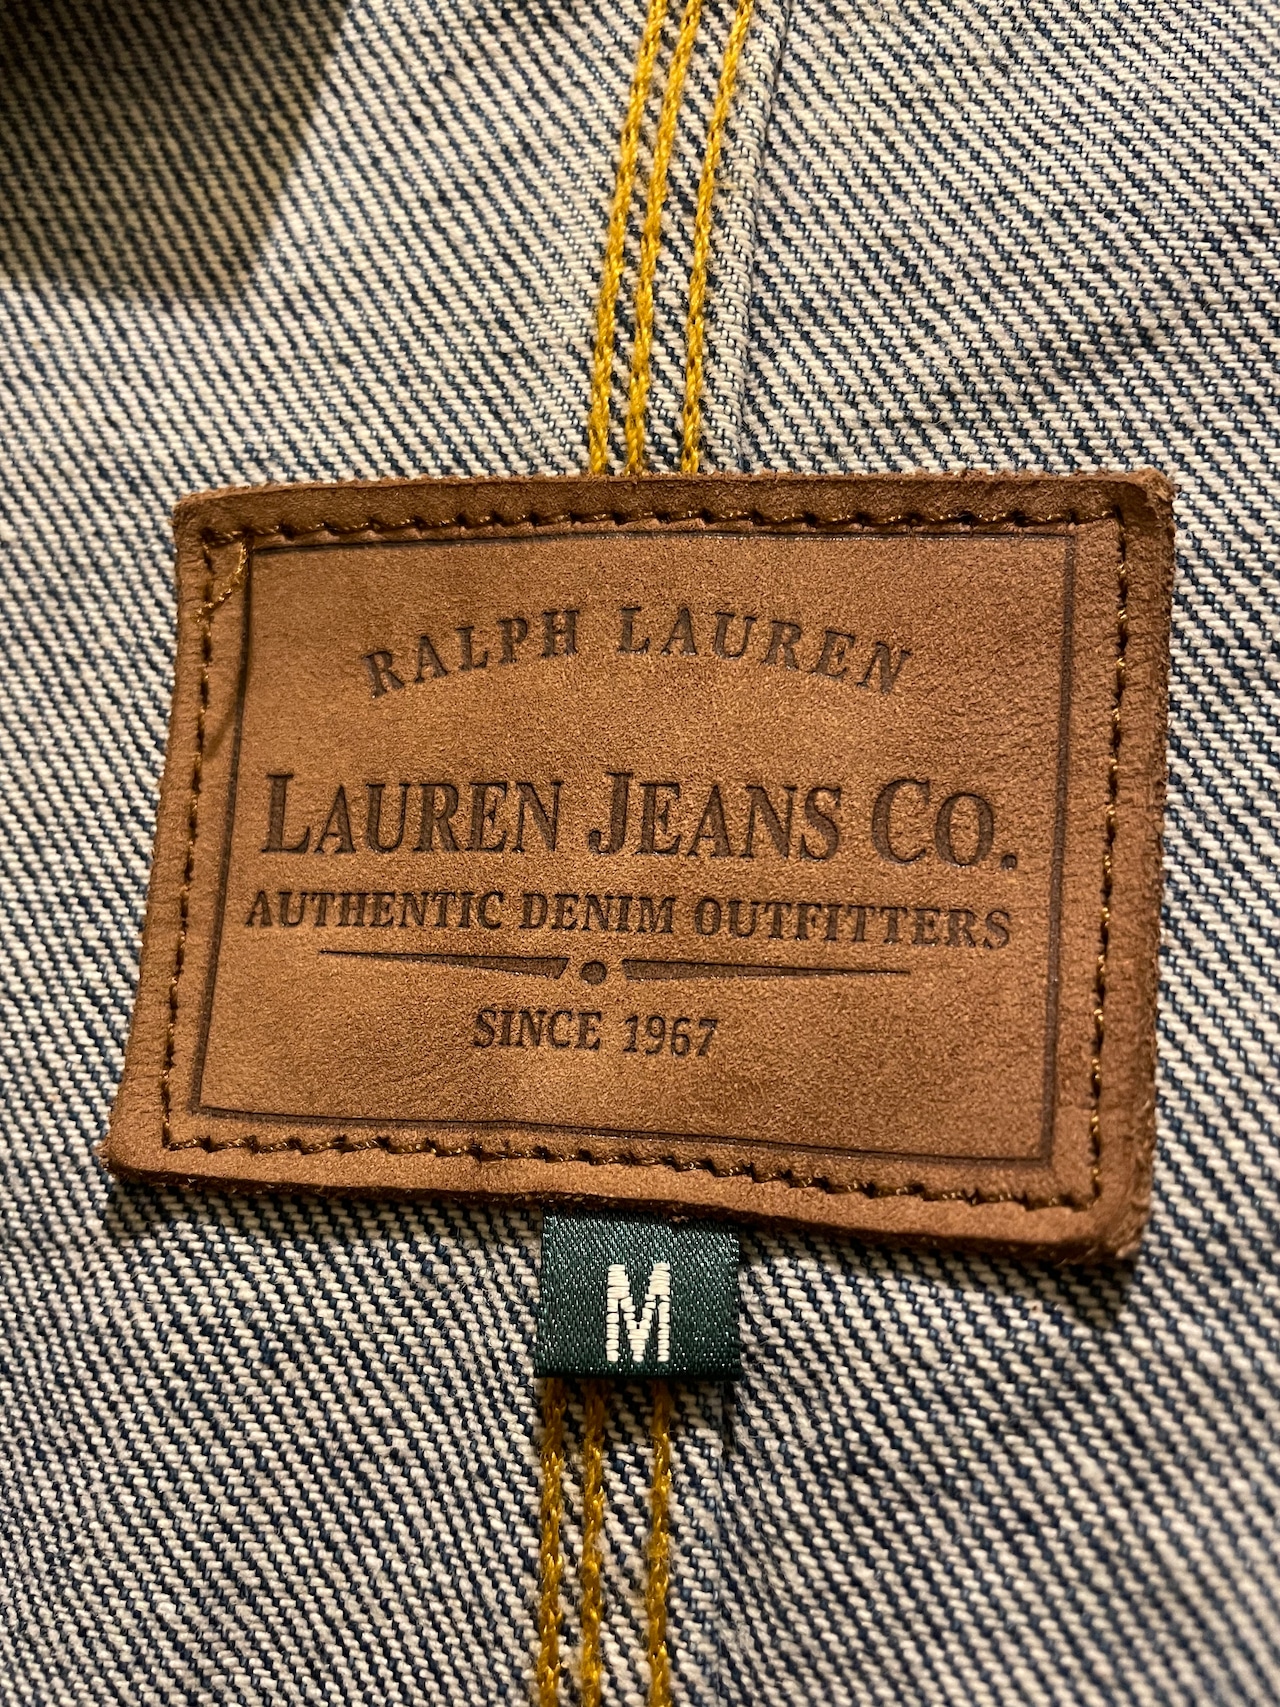 RALPH LAUREN
LAUREN JEANS CO.
AUTHENTIC DENIM OUTFITTERS
SINCE 1967
M